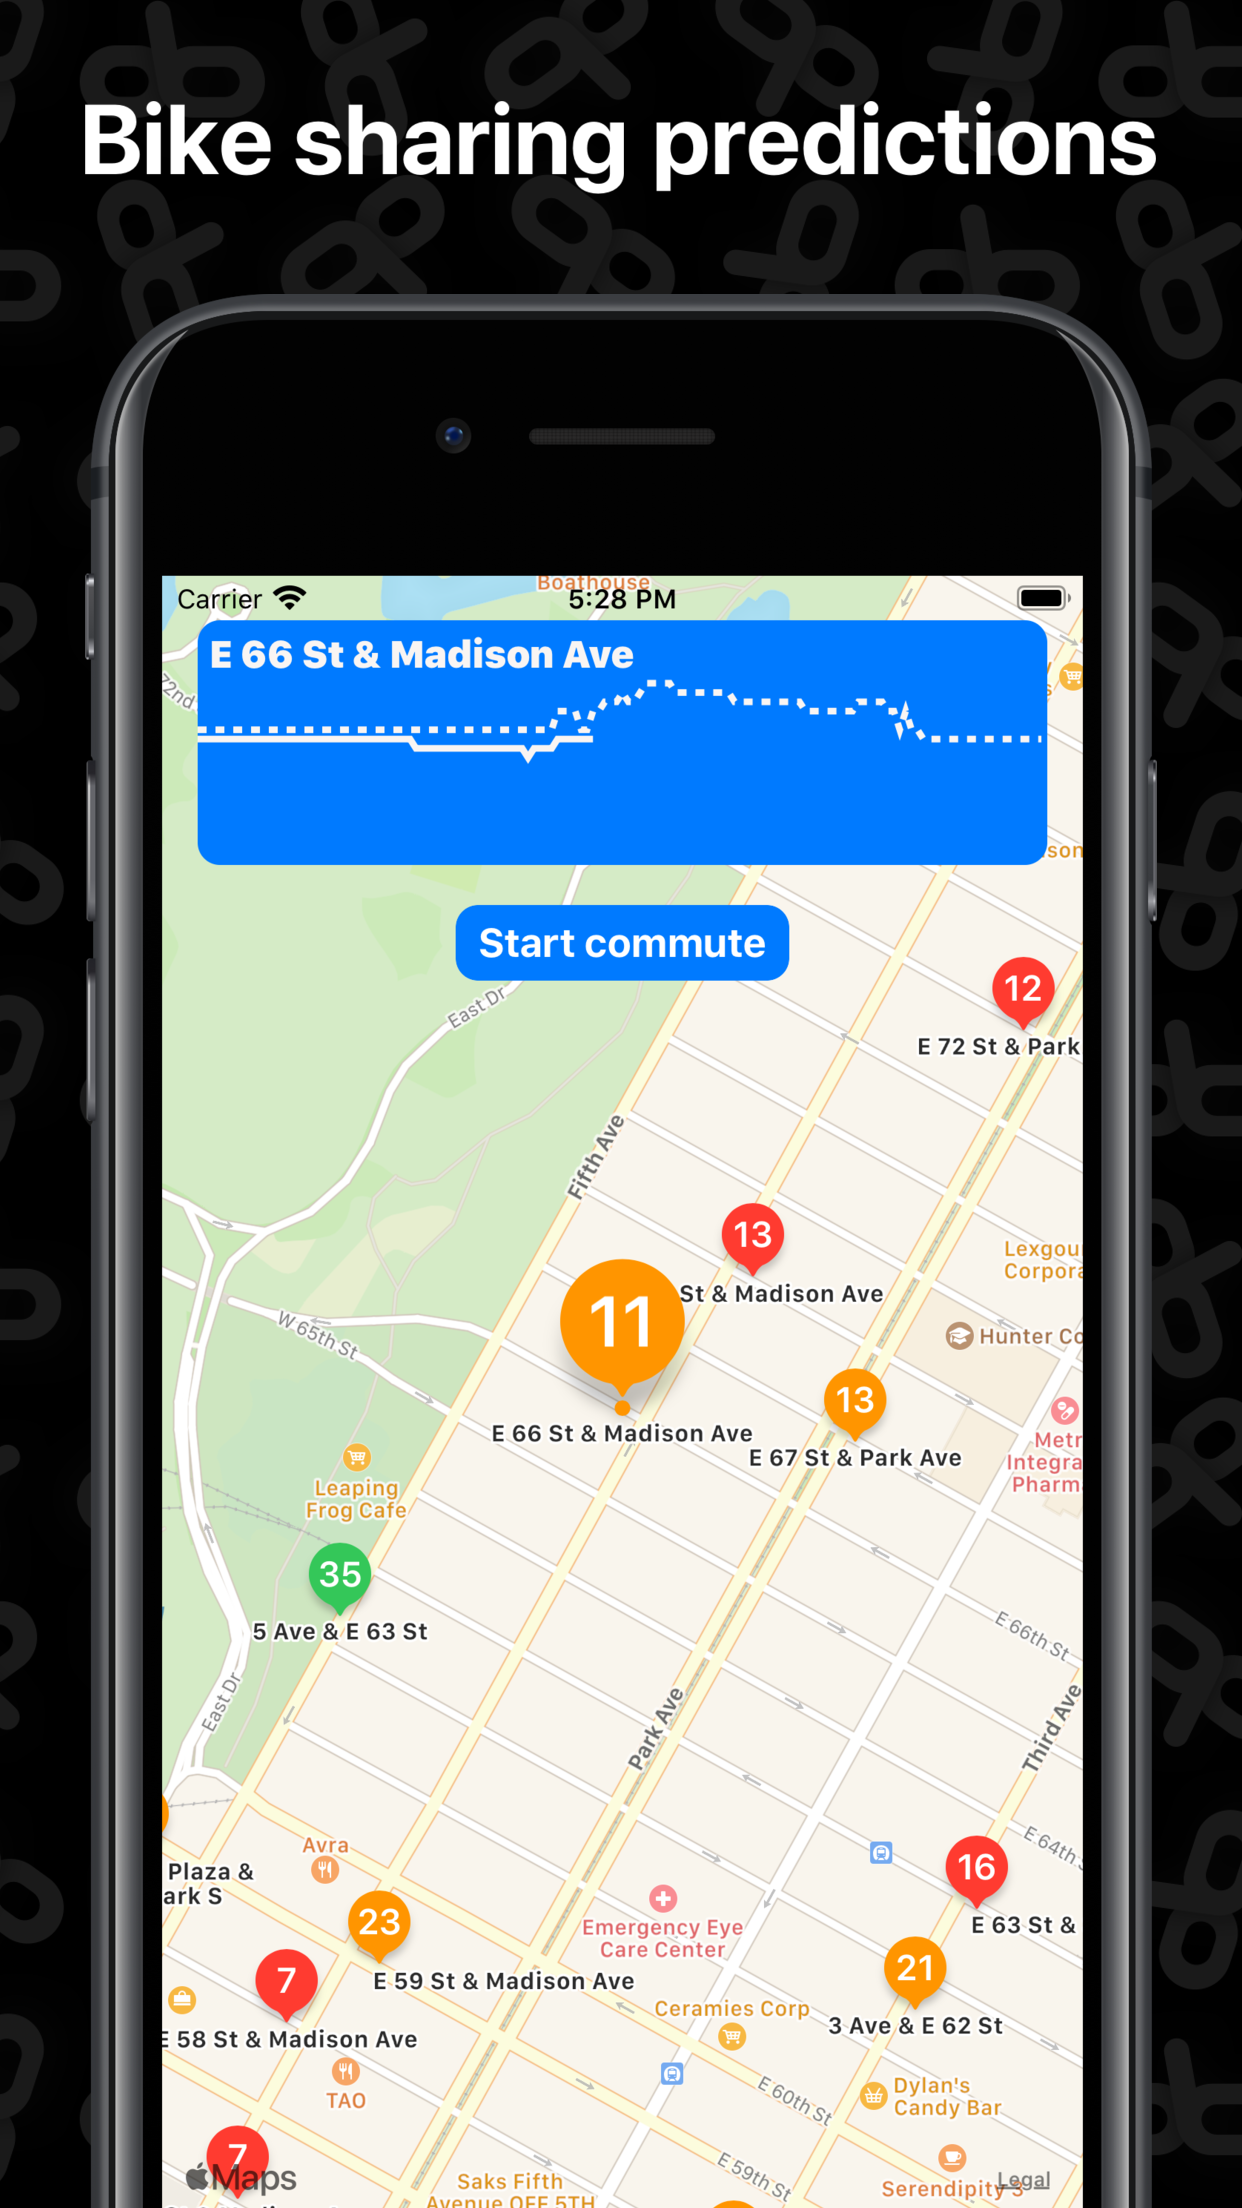 Bike sharing predictions
Boathouse
Carrier
5:28 PM
E 66 St & Madison Ave
72nd
son
Start commute
East Dr
12
E 72 St & Park
Fifth Ave
13
St & Madison Ave
Lexgou
Corpora
11
W 65th St
Hunter Co
13
E 66 St & Madison Ave
E 67 St & Park Ave
Metr
Integra
Pharma
Leaping
Frog Cafe
35
5 Ave & E 63 St
E 66th St
East Dr
Park Ave
Third Ave
E 64th
Avra
16
Plaza &
ark S
23
Emergency Eye
Care Center
E 63 St &
21
7
E 59 St & Madison Ave
Ceramies Corp
3 Ave & E 62 St
E 58 St & Madison Ave
TAO
E 60th St
Dylan's
Candy Bar
7
Maps
Saks Fifth
Avenue OFF 5TH
E 59th St
Legal
Serendipity 3